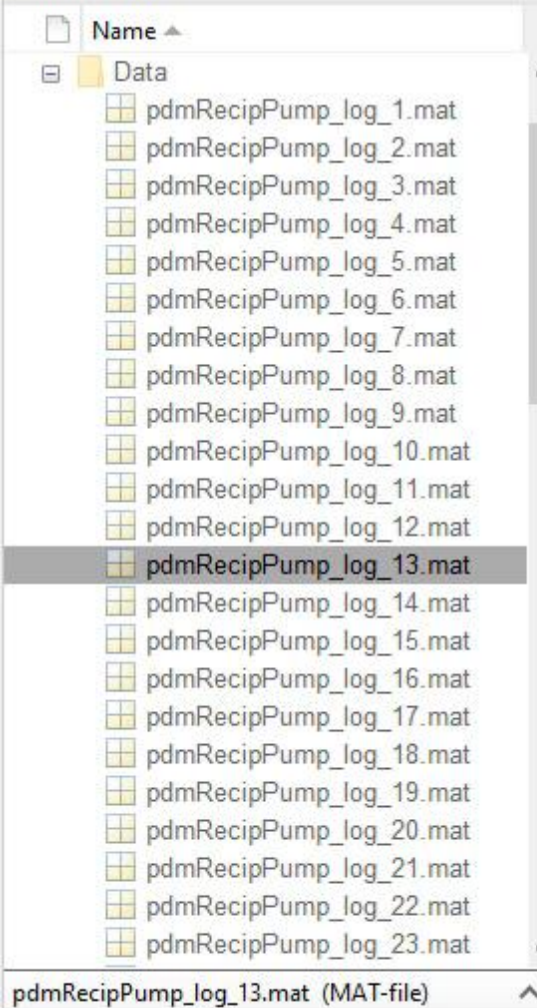 Name
Data
pdmRecipPump_log_1.mat
pdmRecipPump_log_2.mat
pdmRecipPump_log_3.mat
pdmRecipPump_log_4.mat
pdmRecipPump_log_5.mat
pdmRecipPump_log_6.mat
pdmRecipPump_log_7.mat
pdmRecipPump_log_8.mat
pdmRecipPump_log_9.mat
pdmRecipPump_log_10.mat
pdmRecipPump_log_11.mat
pdmRecipPump_log_12.mat
pdmRecipPump_log_13.mat
pdmRecipPump_log_14.mat
pdmRecipPump_log_15.mat
pdmRecipPump_log_16.mat
pdmRecipPump_log_17.mat
pdmRecipPump_log_18.mat
pdmRecipPump_log_19.mat
pdmRecipPump_log_20.mat
pdmRecipPump_log_21.mat
pdmRecipPump_log_22.mat
pdmRecipPump_log_23.mat
pdmRecipPump_log_13.mat (MAT-file)